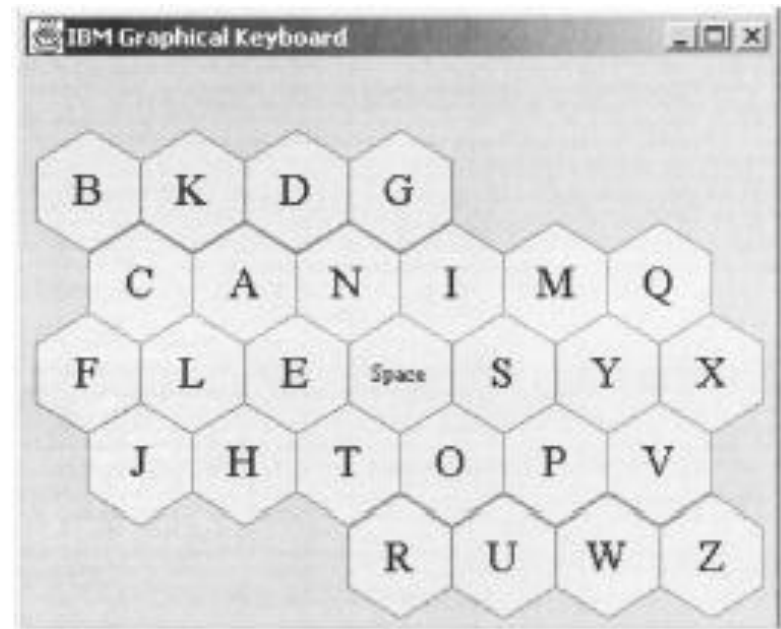 IBM Graphical Keyboard
B K D G
C A N I M Q
F L E Space S Y X
J H T O P V
R U W Z